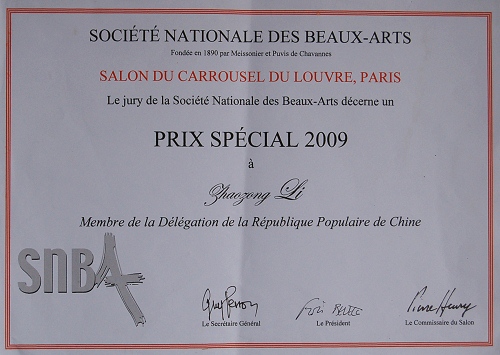 SOCIÉTÉ NATIONALE DES BEAUX-ARTS
Fondée en 1890 par Meissonier et Puvis de Chavannes
SALON DU CARROUSEL DU LOUVRE, PARIS
Le jury de la Société Nationale des Beaux-Arts décerne un
PRIX SPÉCIAL 2009
à
Zhaozong Li
Membre de la Délégation de la République Populaire de Chine
SNBA
Le Secrétaire Général Le Président Le Commissaire du Salon